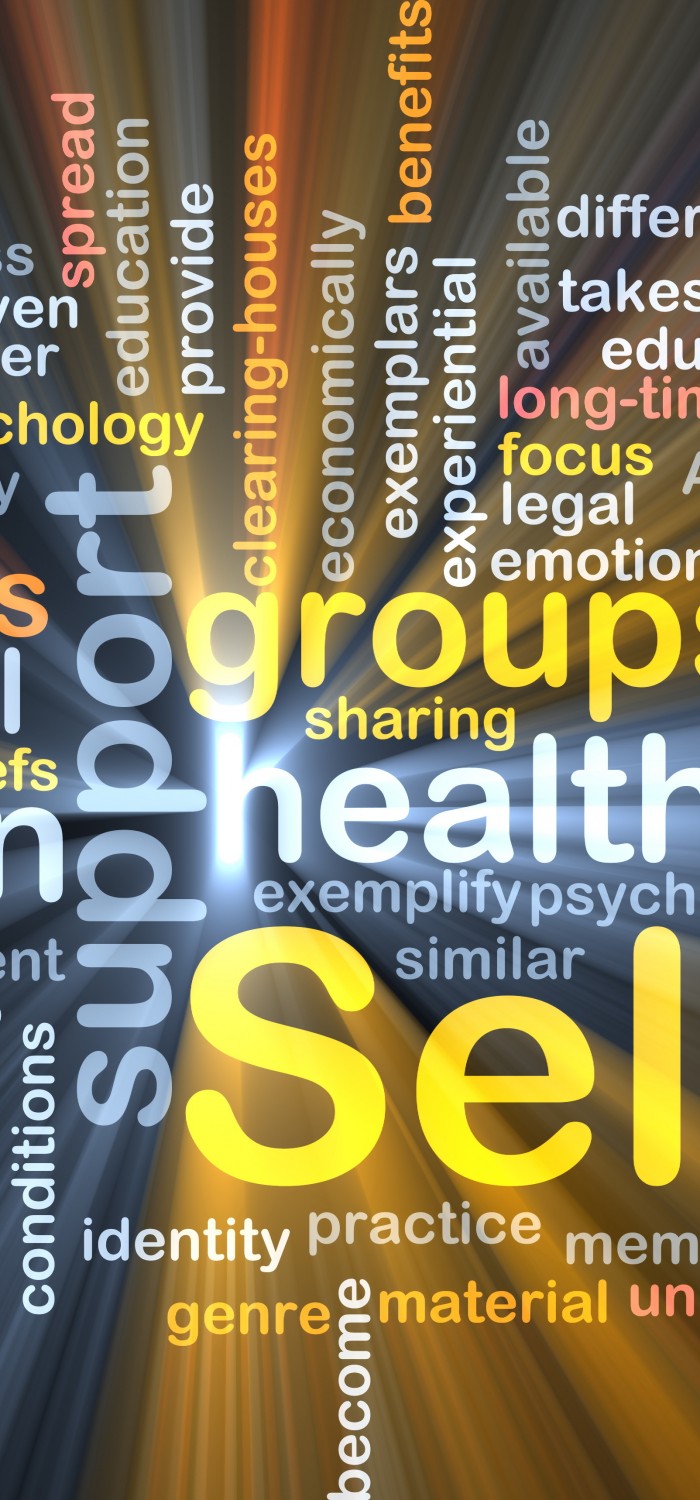 benefits
spread
education
available
clearing-houses
provide
differ
economically
ss
exemplars
experiential
takes
ven
er
edu
long-tim
chology
focus
y
A
legal
emotion
support
s
groups
l
sharing
efs
health
n
exemplify
psych
ent
similar
Sel
conditions
identity
practice
mem
genre
material
un
become